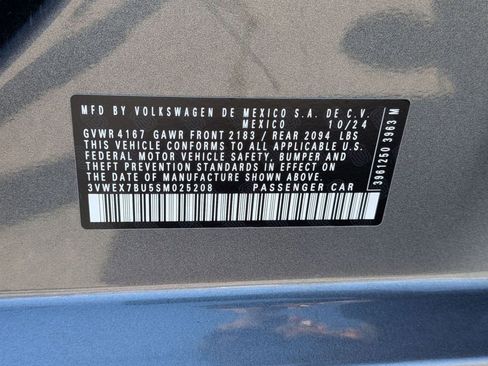 MFD BY VOLKSWAGEN DE MEXICO S.A. DE C.V.
MEXICO 10/24
GVWR 4167 GAWR FRONT 2183 / REAR 2094 LBS
THIS VEHICLE CONFORMS TO ALL APPLICABLE U.S.
FEDERAL MOTOR VEHICLE SAFETY, BUMPER AND
THEFT PREVENTION STANDARDS IN EFFECT ON THE
DATE OF MANUFACTURE SHOWN ABOVE.
3VWEX7BU5SM025208 PASSENGER CAR
3961250 3963 M